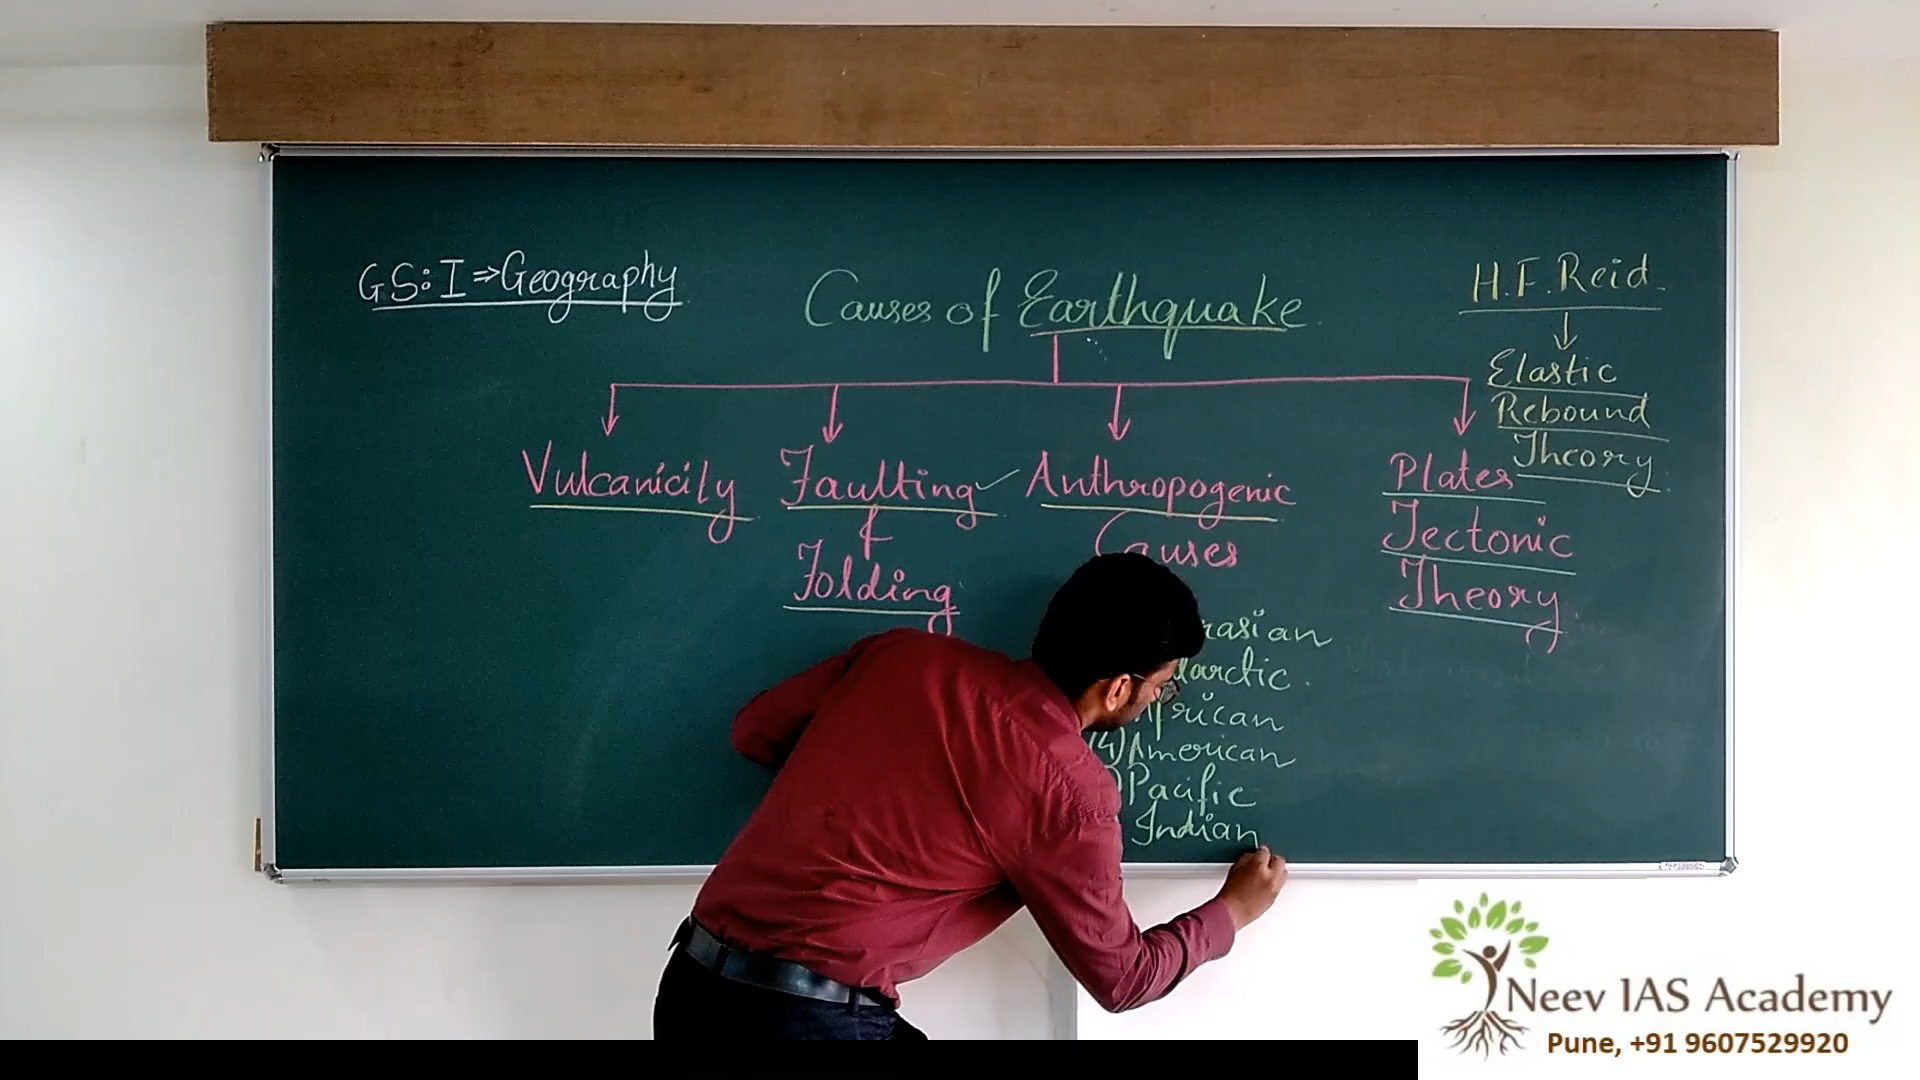 GS:I⇒Geography
Causes of Earthquake
H.F.Reid
Elastic
Rebound
Theory
Vulcanicity
Faulting
&
Folding
Anthropogenic
Causes
Plates
Tectonic
Theory
American
Pacific
Indian
African
(4)
Neev IAS Academy
Pune, +91 9607529920